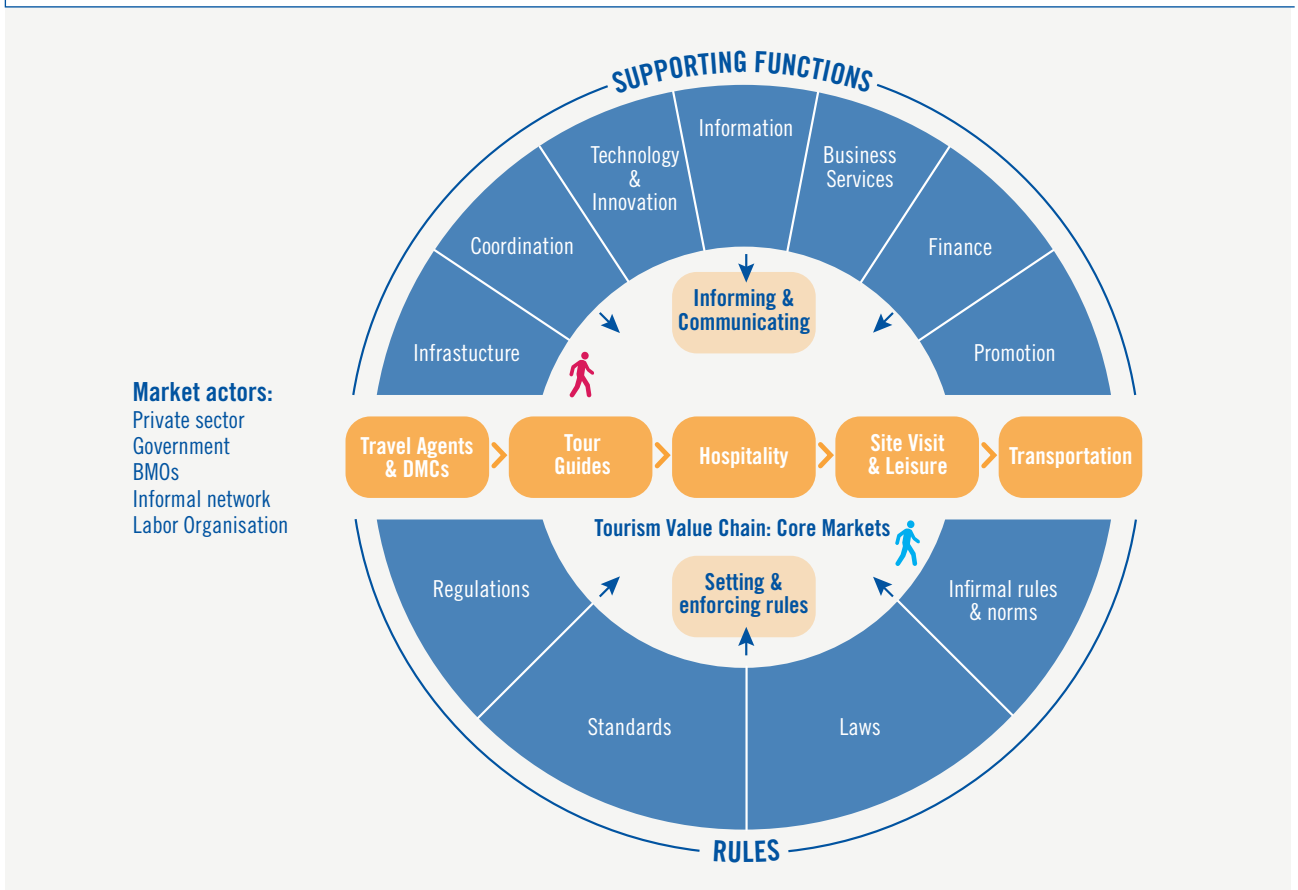 SUPPORTING FUNCTIONS
Information
Technology
&
Innovation
Business
Services
Coordination
Finance
Infrastucture
Promotion
Informing &
Communicating
Market actors:
Private sector
Government
BMOs
Informal network
Labor Organisation
Travel Agents
& DMCs
Tour
Guides
Hospitality
Site Visit
& Leisure
Transportation
Tourism Value Chain: Core Markets
Setting &
enforcing rules
Regulations
Standards
Laws
Infirmal rules
& norms
RULES